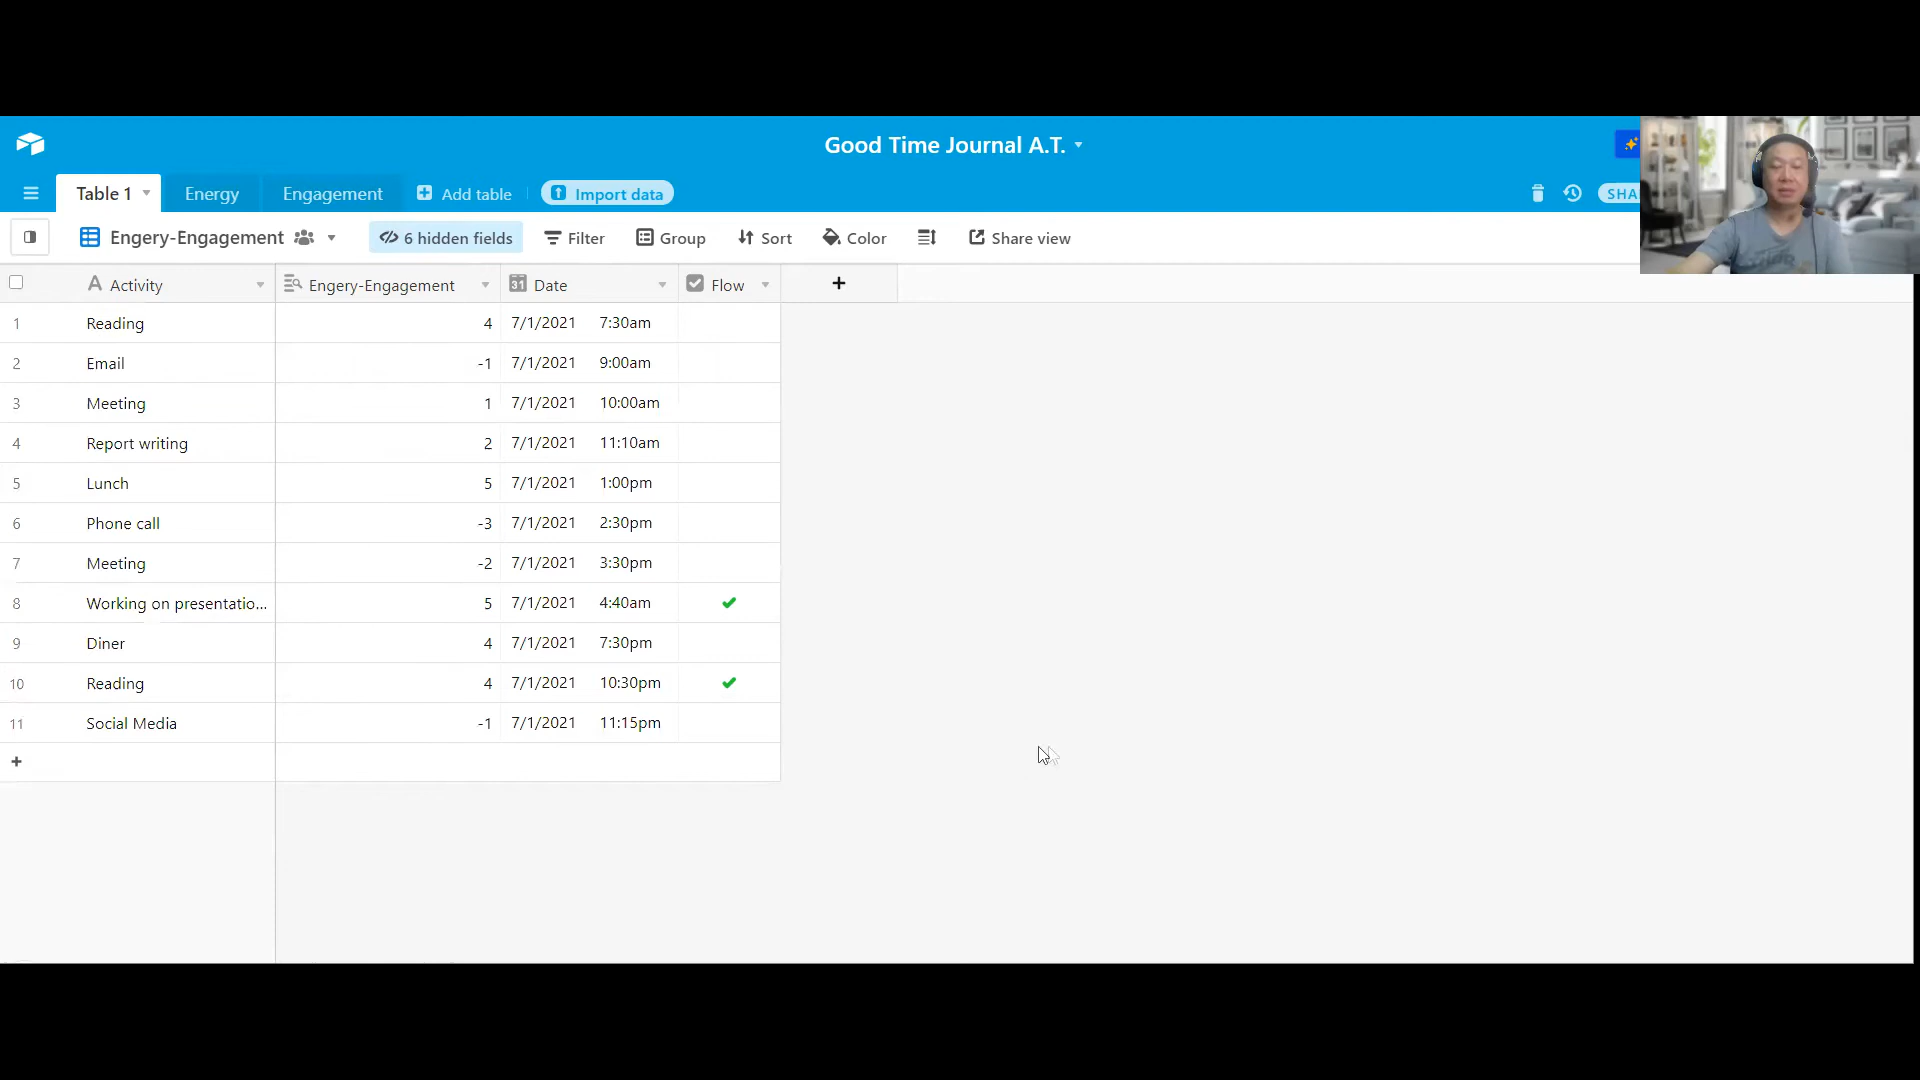 Good Time Journal A.T.
Table 1 Energy Engagement Add table Import data SHA
Engery-Engagement 6 hidden fields Filter Group Sort Color Share view
Activity Engery-Engagement 31 Date Flow +
1 Reading 4 7/1/2021 7:30am
2 Email -1 7/1/2021 9:00am
3 Meeting 1 7/1/2021 10:00am
4 Report writing 2 7/1/2021 11:10am
5 Lunch 5 7/1/2021 1:00pm
6 Phone call -3 7/1/2021 2:30pm
7 Meeting -2 7/1/2021 3:30pm
8 Working on presentatio... 5 7/1/2021 4:40am
9 Diner 4 7/1/2021 7:30pm
10 Reading 4 7/1/2021 10:30pm
11 Social Media -1 7/1/2021 11:15pm
+